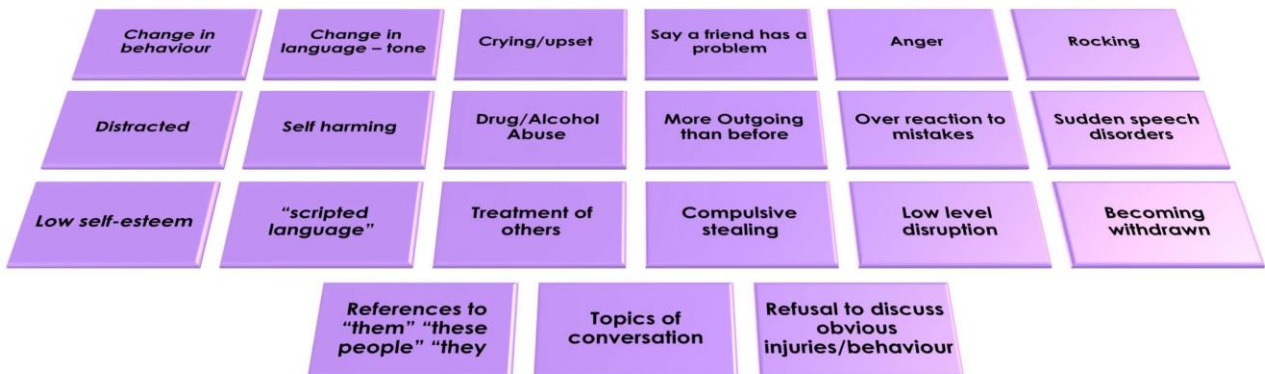 Change in
behaviour
Change in
language – tone
Crying/upset
Say a friend has a
problem
Anger
Rocking
Distracted
Self harming
Drug/Alcohol
Abuse
More Outgoing
than before
Over reaction to
mistakes
Sudden speech
disorders
Low self-esteem
“scripted
language”
Treatment of
others
Compulsive
stealing
Low level
disruption
Becoming
withdrawn
References to
“them” “these
people” “they
Topics of
conversation
Refusal to discuss
obvious
injuries/behaviour